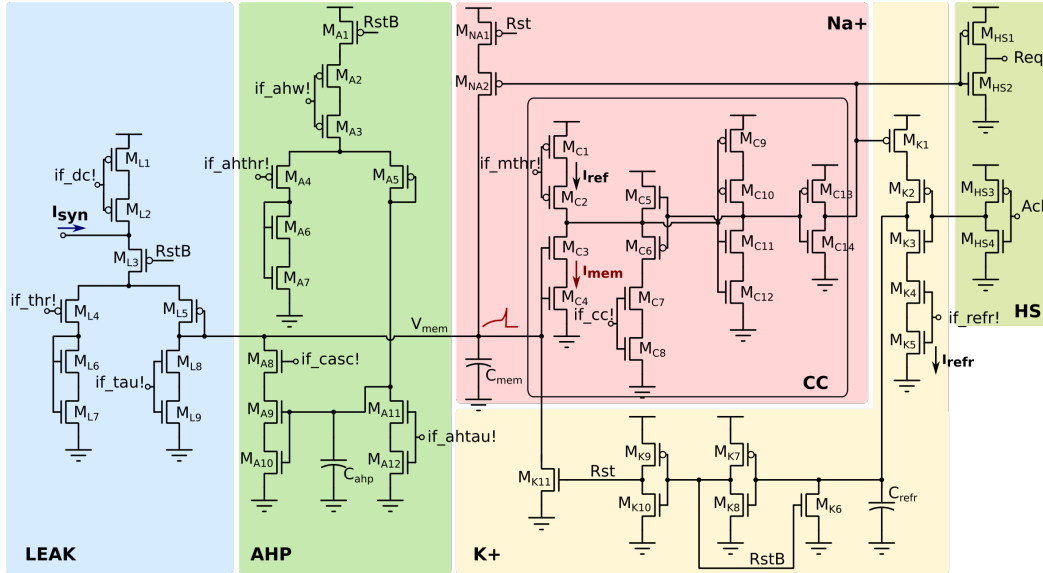 LEAK
if_dc!
M_L1
M_L2
I_syn
M_L3
RstB
if_thr!
M_L4
M_L5
M_L6
M_L8
if_tau!
M_L7
M_L9
AHP
M_A1
RstB
if_ahw!
M_A2
M_A3
if_ahthr!
M_A4
M_A5
M_A6
M_A7
V_mem
M_A8
if_casc!
M_A9
M_A11
if_ahtau!
M_A10
C_ahp
M_A12
Na+
M_NA1
Rst
M_NA2
CC
if_mthr!
M_C1
I_ref
M_C2
M_C3
I_mem
M_C4
M_C5
M_C6
if_cc!
M_C7
M_C8
M_C9
M_C10
M_C11
M_C12
M_C13
M_C14
C_mem
K+
M_K1
M_K2
M_K3
M_K4
if_refr!
M_K5
I_refr
M_K9
M_K7
M_K11
Rst
M_K10
M_K8
M_K6
C_refr
RstB
HS
M_HS1
Req
M_HS2
M_HS3
Ack
M_HS4